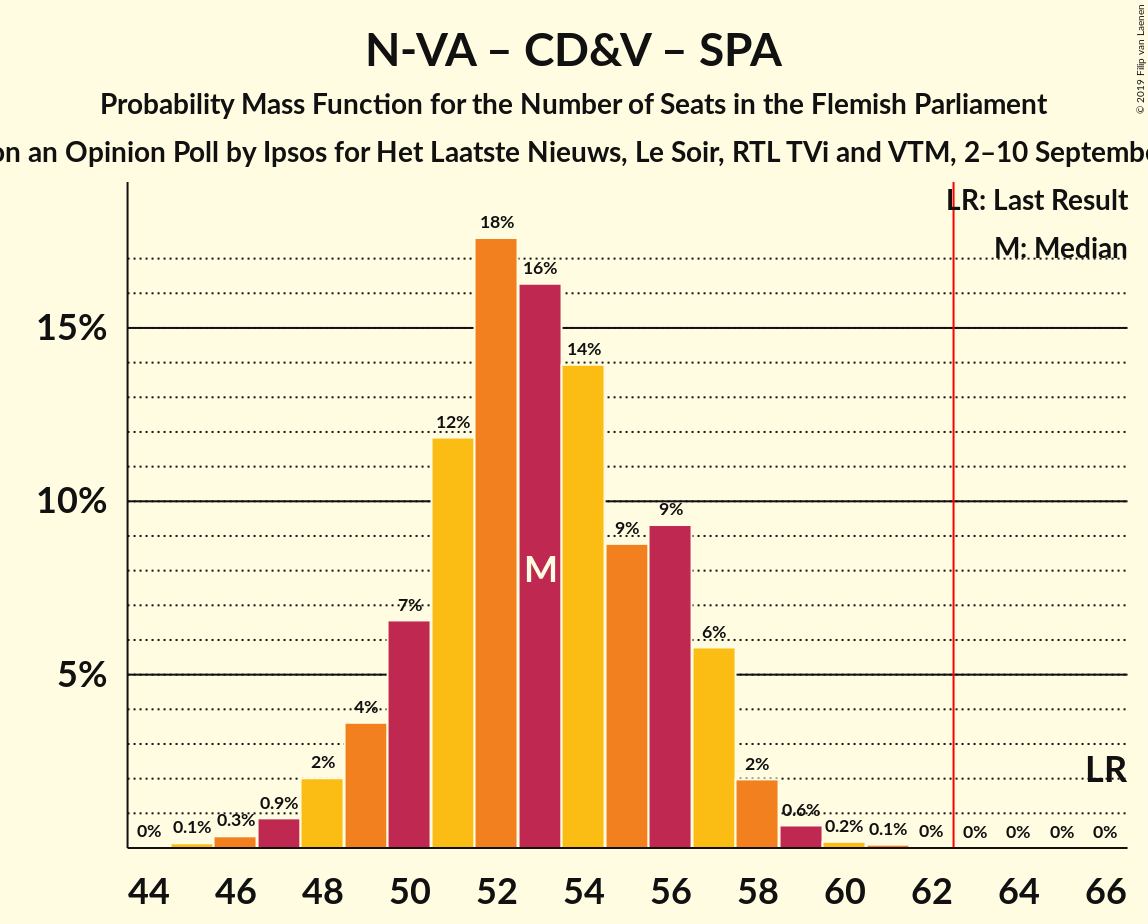 N-VA – CD&V – SPA
Probability Mass Function for the Number of Seats in the Flemish Parliament
on an Opinion Poll by Ipsos for Het Laatste Nieuws, Le Soir, RTL TVi and VTM, 2–10 Septembe
© 2019 Filip van Laenen
LR: Last Result
M: Median
15%
10%
5%
0% 0.1% 0.3% 0.9% 2% 4% 7% 12% 18% 16% 14% 9% 9% 6% 2% 0.6% 0.2% 0.1% 0% 0% 0% 0% 0%
M
LR
44 46 48 50 52 54 56 58 60 62 64 66